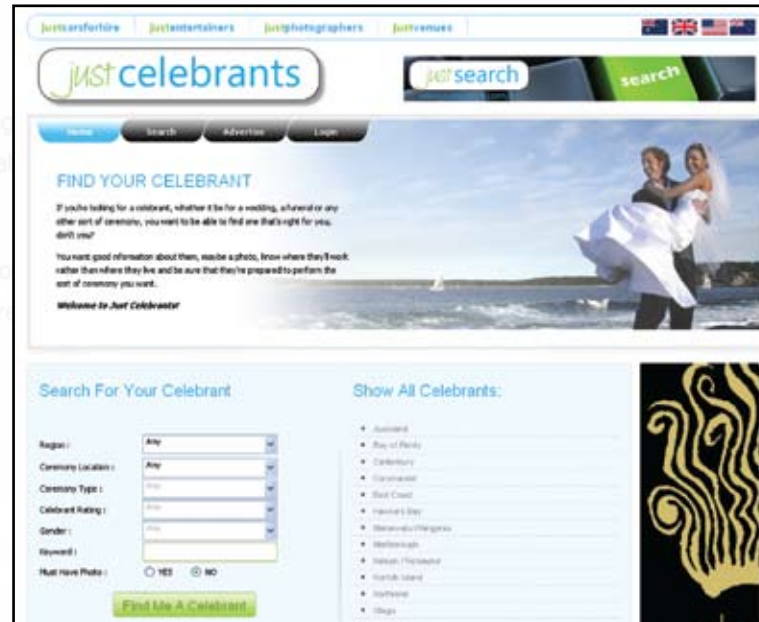 justcarsforhire justentertainers justphotographers justvenues
just celebrants
just search
search
Home Search Advertise Login
FIND YOUR CELEBRANT
If you're looking for a celebrant, whether it be for a wedding, a funeral or any
other sort of ceremony, you want to be able to find one that's right for you,
don't you?
You want good information about them, maybe a photo, know where they'll work
rather than where they live and be sure that they're prepared to perform the
sort of ceremony you want.
Welcome to Just Celebrants!
Search For Your Celebrant
Region : Any
Ceremony Location : Any
Ceremony Type : Any
Celebrant Rating : Any
Gender : Any
Keyword :
Must Have Photo : YES NO
Find Me A Celebrant
Show All Celebrants:
Auckland
Bay of Plenty
Canterbury
Coromandel
East Coast
Hawke's Bay
Manawatu /Wanganui
Marlborough
Nelson /Tasman
Norfolk Island
Northland
Otago